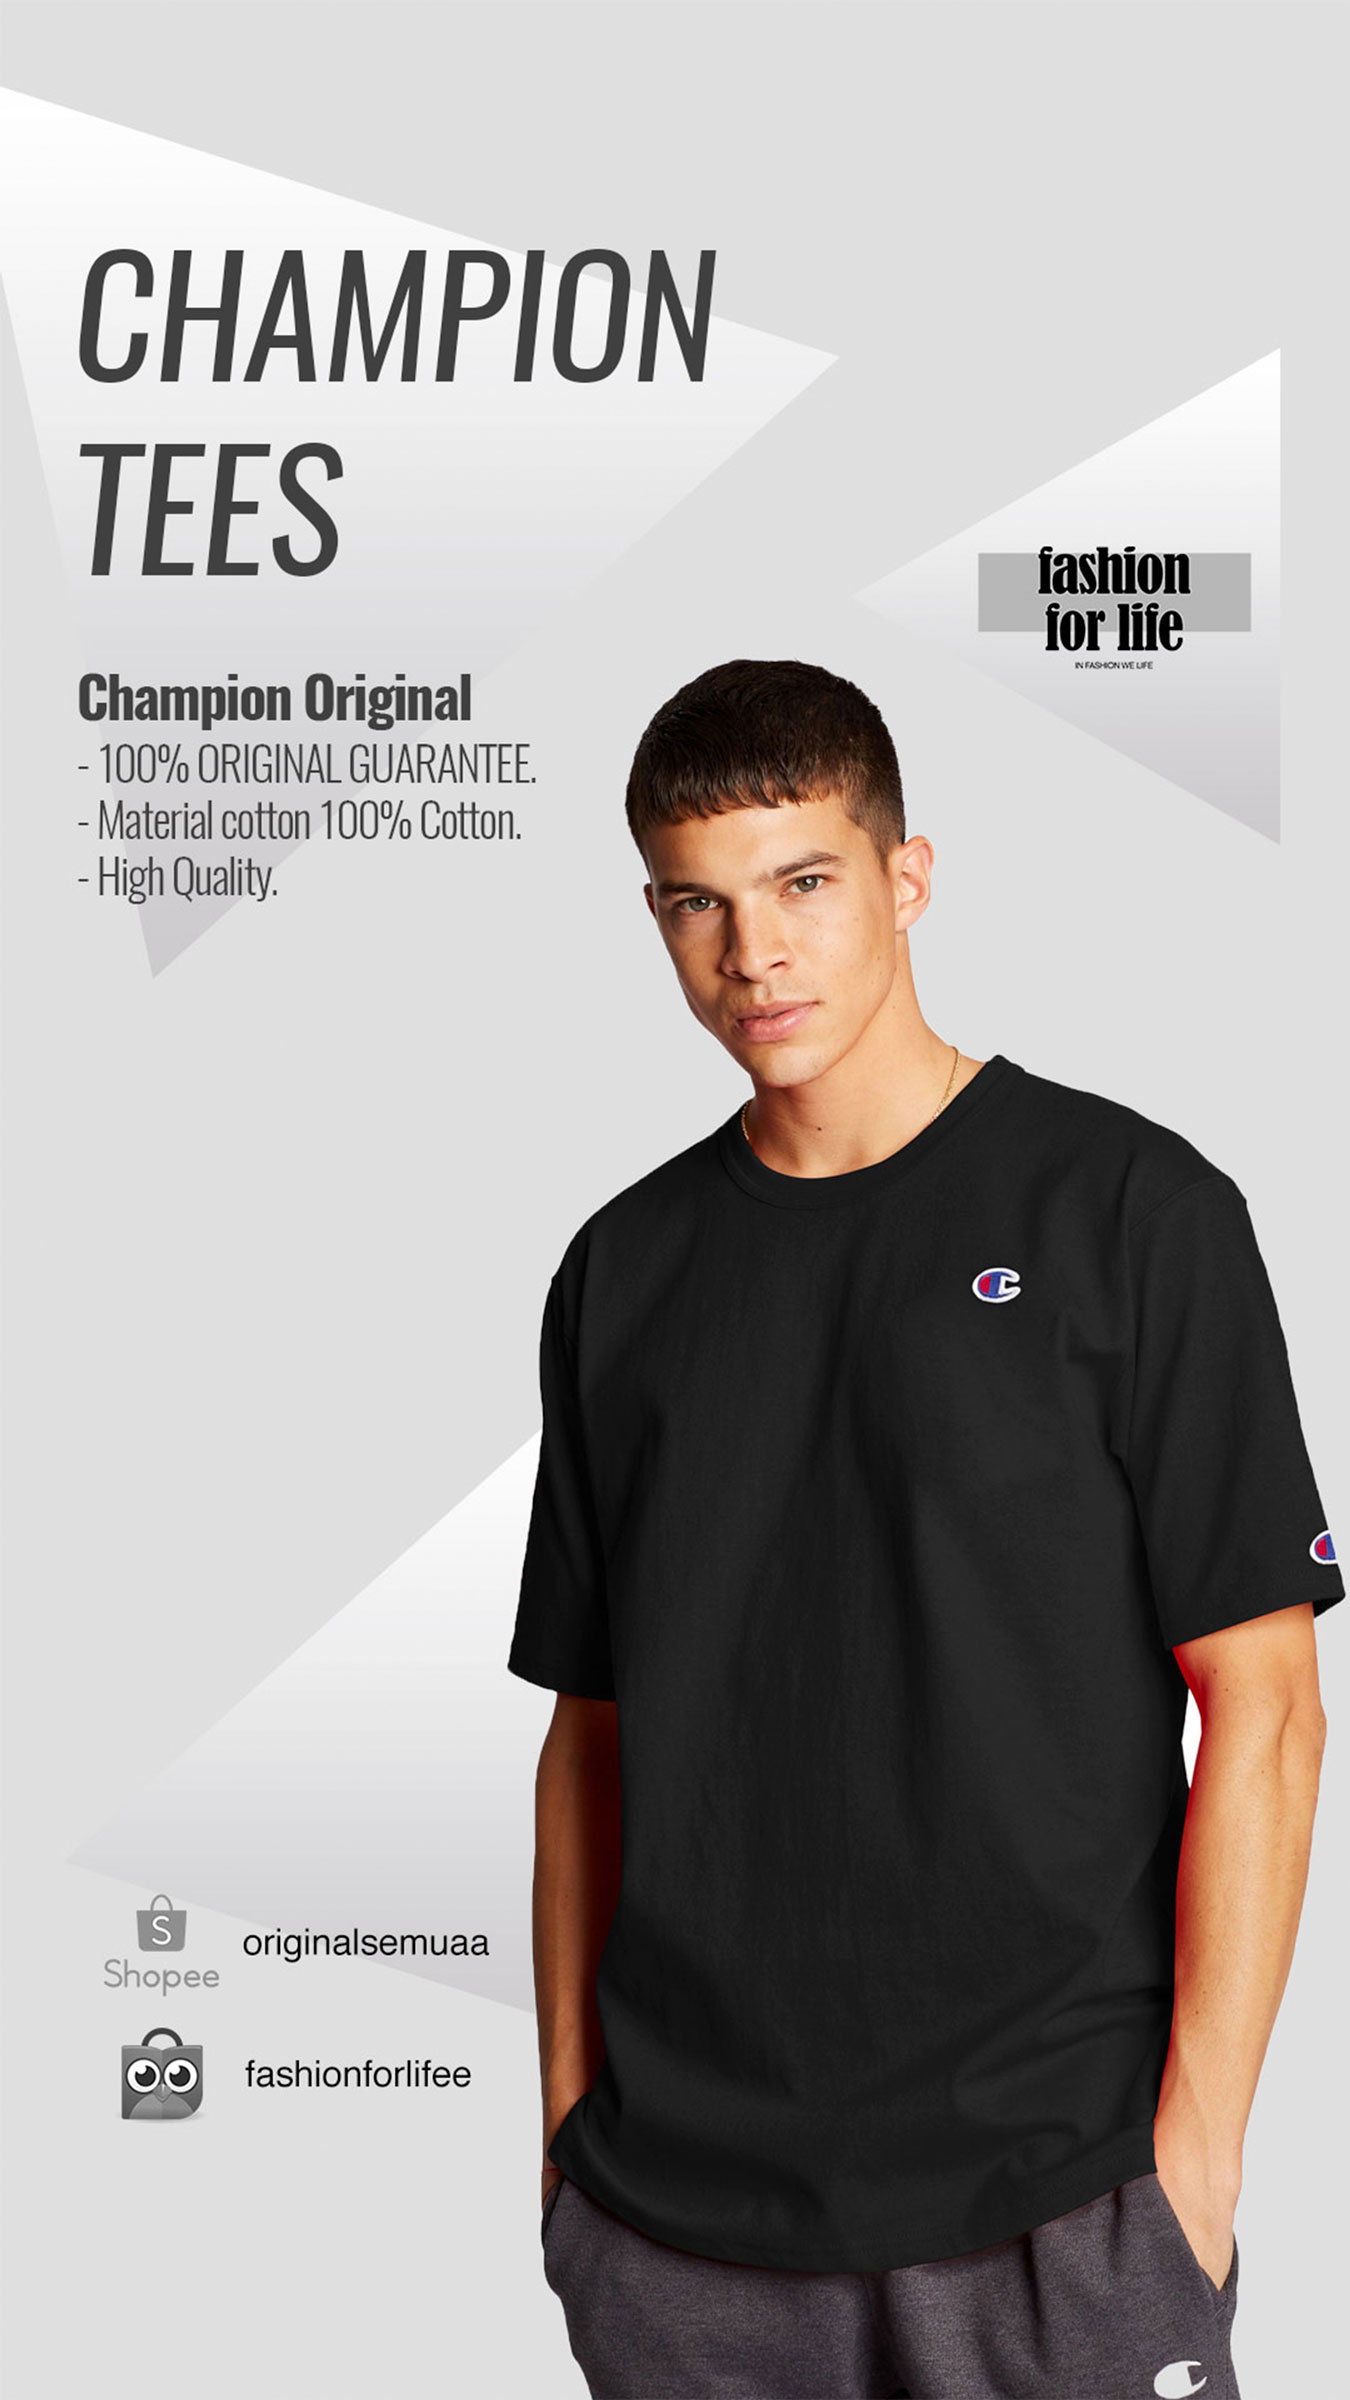 CHAMPION
TEES
fashion
for life
IN FASHION WE LIFE
Champion Original
- 100% ORIGINAL GUARANTEE.
- Material cotton 100% Cotton.
- High Quality.
S
Shopee
originalsemuaa
fashionforlifee